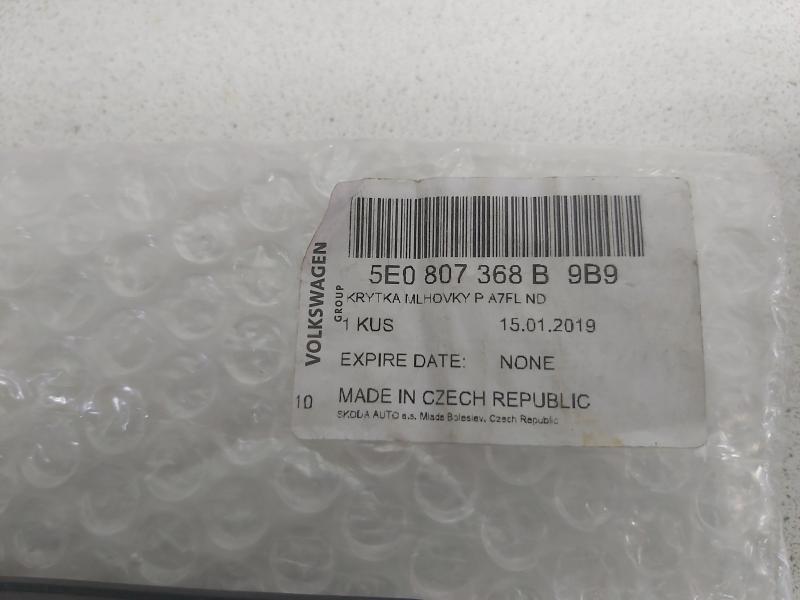 VOLKSWAGEN
GROUP
5E0 807 368 B 9B9
KRYTKA MLHOVKY P A7FL ND
1 KUS 15.01.2019
EXPIRE DATE: NONE
10 MADE IN CZECH REPUBLIC
SKODA AUTO a.s. Mlada Boleslav, Czech Republic